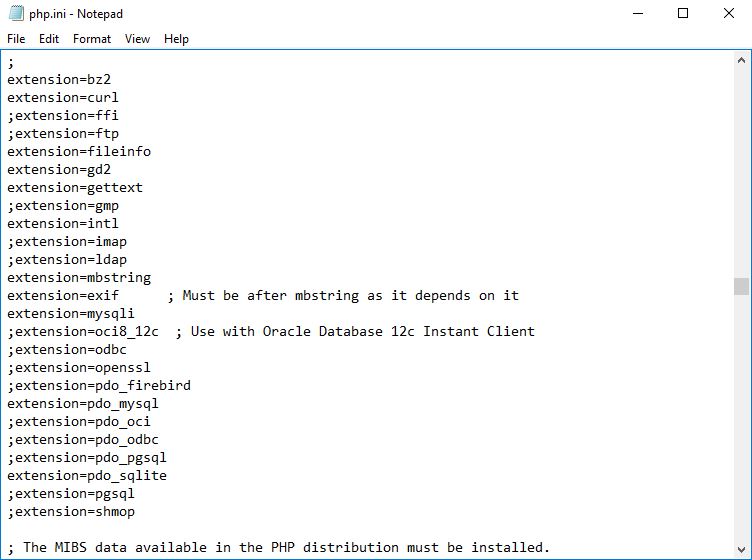 php.ini - Notepad
File Edit Format View Help
;
extension=bz2
extension=curl
;extension=ffi
;extension=ftp
extension=fileinfo
extension=gd2
extension=gettext
;extension=gmp
extension=intl
;extension=imap
;extension=ldap
extension=mbstring
extension=exif      ; Must be after mbstring as it depends on it
extension=mysqli
;extension=oci8_12c  ; Use with Oracle Database 12c Instant Client
;extension=odbc
;extension=openssl
;extension=pdo_firebird
extension=pdo_mysql
;extension=pdo_oci
;extension=pdo_odbc
;extension=pdo_pgsql
extension=pdo_sqlite
;extension=pgsql
;extension=shmop
; The MIBS data available in the PHP distribution must be installed.